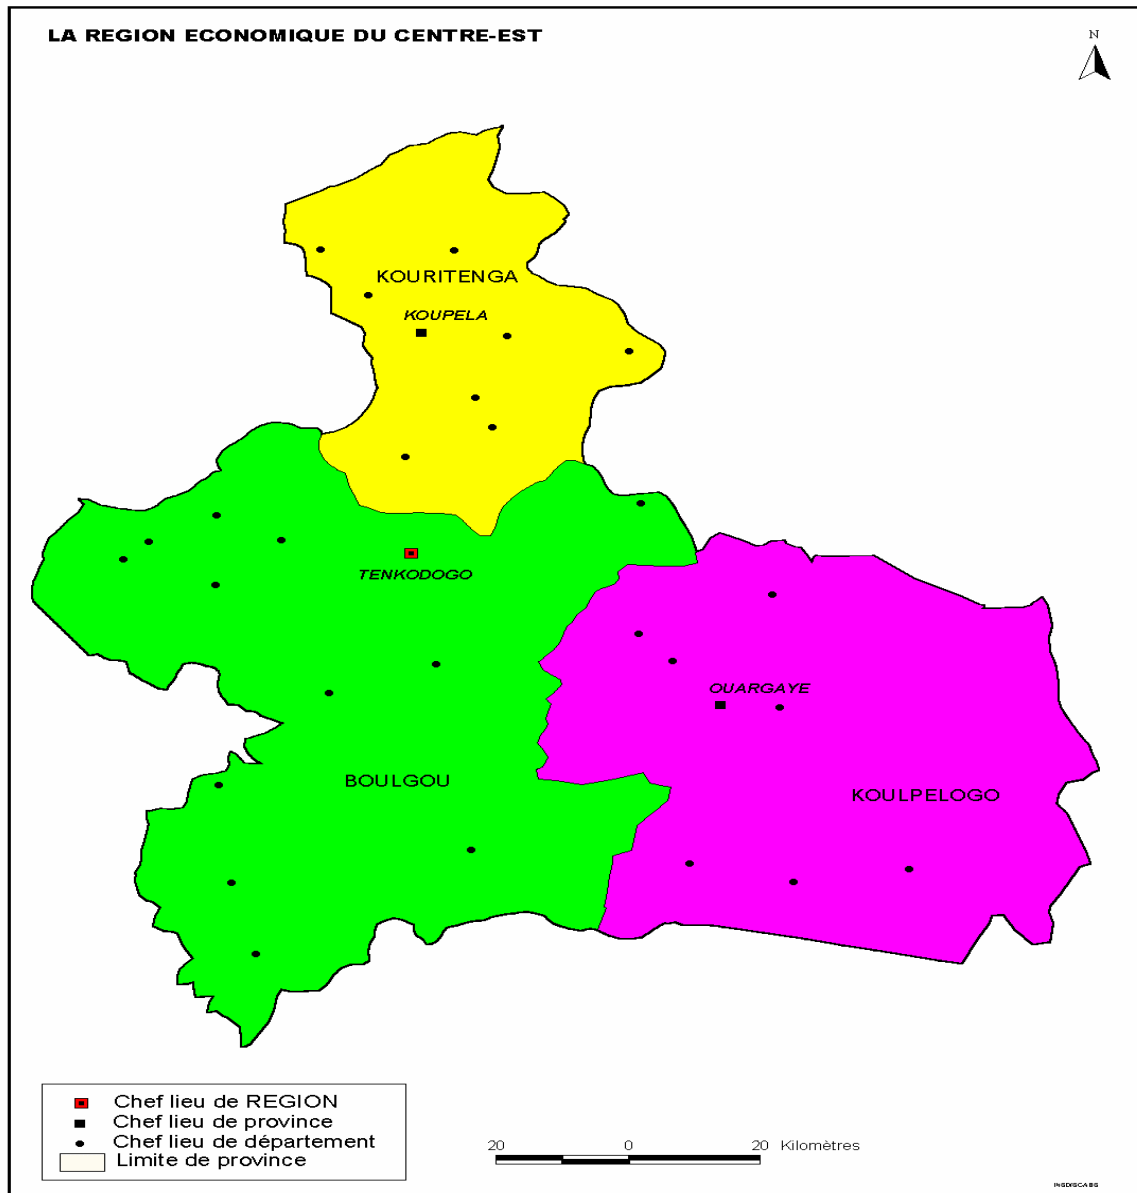 LA REGION ECONOMIQUE DU CENTRE-EST
N
KOURITENGA
KOUPELA
TENKODOGO
OUARGAYE
BOULGOU
KOULPELOGO
Chef lieu de REGION
Chef lieu de province
Chef lieu de département
Limite de province
20 0 20 Kilomètres